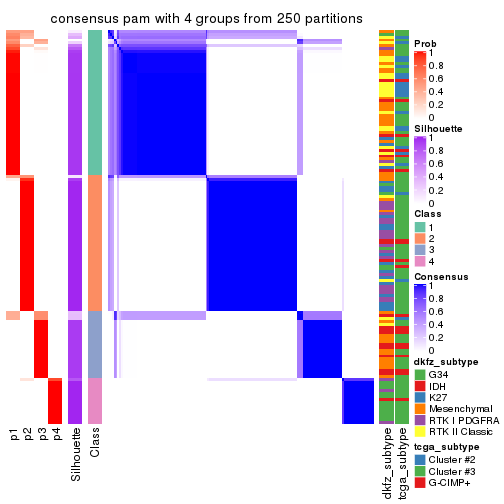 consensus pam with 4 groups from 250 partitions
Prob
1
0.8
0.6
0.4
0.2
0
Silhouette
1
0.8
0.6
0.4
0.2
0
Class
1
2
3
4
Consensus
1
0.8
0.6
0.4
0.2
0
dkfz_subtype
G34
IDH
K27
Mesenchymal
RTK I PDGFRA
RTK II Classic
tcga_subtype
Cluster #2
Cluster #3
G-CIMP+
p1
p2
p3
p4
Silhouette
Class
dkfz_subtype
tcga_subtype